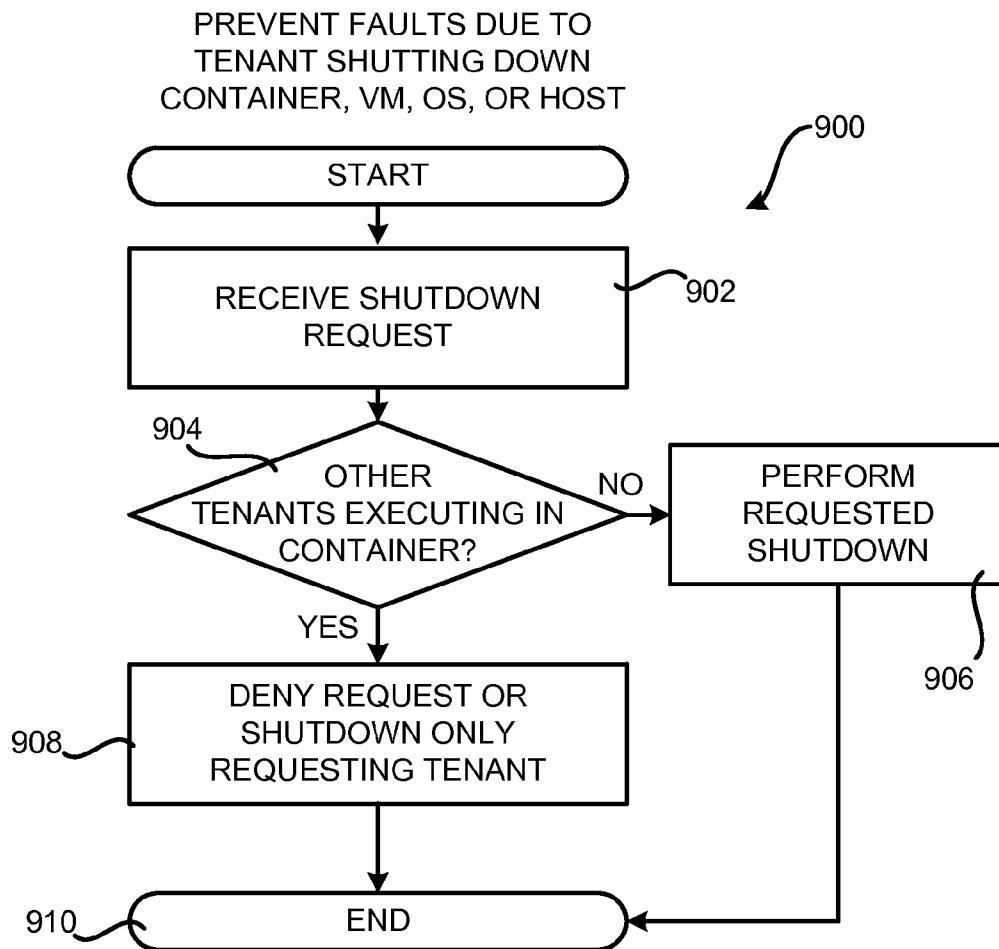 PREVENT FAULTS DUE TO
TENANT SHUTTING DOWN
CONTAINER, VM, OS, OR HOST
900
START
RECEIVE SHUTDOWN
REQUEST
902
904
OTHER
TENANTS EXECUTING IN
CONTAINER?
NO
PERFORM
REQUESTED
SHUTDOWN
906
YES
DENY REQUEST OR
SHUTDOWN ONLY
REQUESTING TENANT
908
END
910